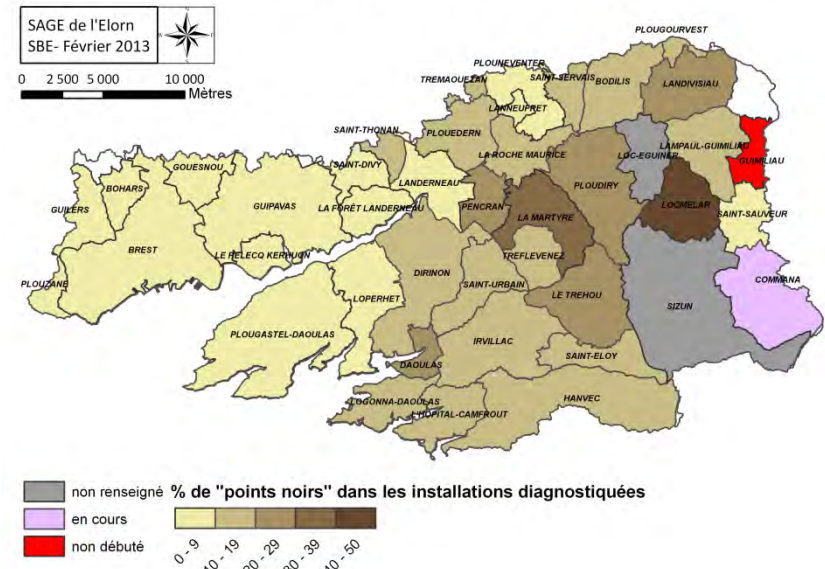 SAGE de l'Elorn
SBE- Février 2013
0 2 500 5 000 10 000
Mètres
PLOUGOURVEST
PLOUNEVENTER
TREMAOUEZAN
SAINT-SERVAIS
BODILIS
LANDIVISIAU
LANNEUFRET
SAINT-THONAN
PLOUEDERN
LA ROCHE MAURICE
LOC-EGUINER
LAMPAUL-GUIMILIAU
GUIMILIAU
GOUESNOU
SAINT-DIVY
BOHARS
LANDERNEAU
PLOUDIRY
GUILERS
GUIPAVAS
LA FORÊT LANDERNEAU
PENCRAN
LA MARTYRE
LOCMELAR
SAINT-SAUVEUR
BREST
LE RELECQ KERHUON
DIRINON
TREFLEVENEZ
PLOUZANE
LOPERHET
SAINT-URBAIN
LE TREHOU
SIZUN
COMMANA
PLOUGASTEL-DAOULAS
IRVILLAC
SAINT-ELOY
DAOULAS
LOGONNA-DAOULAS
L'HOPITAL-CAMFROUT
HANVEC
non renseigné
en cours
non débuté
% de "points noirs" dans les installations diagnostiquées
0 - 9
10 - 19
20 - 29
30 - 39
40 - 50